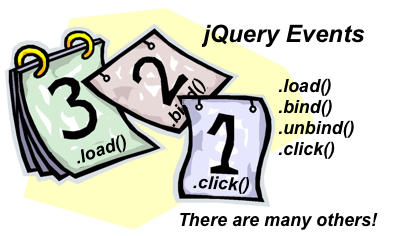 jQuery Events
3
.load()
2
.bind()
1
.click()
.load()
.bind()
.unbind()
.click()
There are many others!